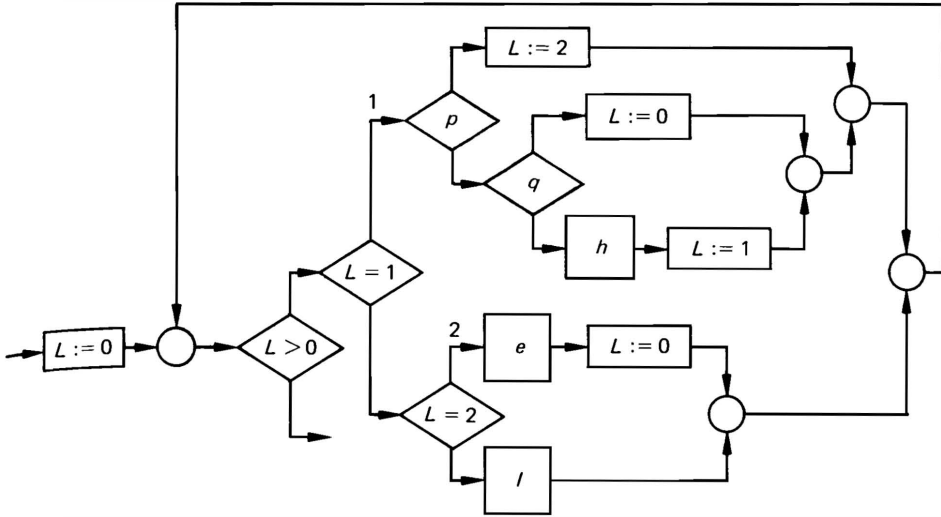 L := 2
1
p
L := 0
q
h
L := 1
L = 1
L := 0
L > 0
2
e
L := 0
L = 2
I